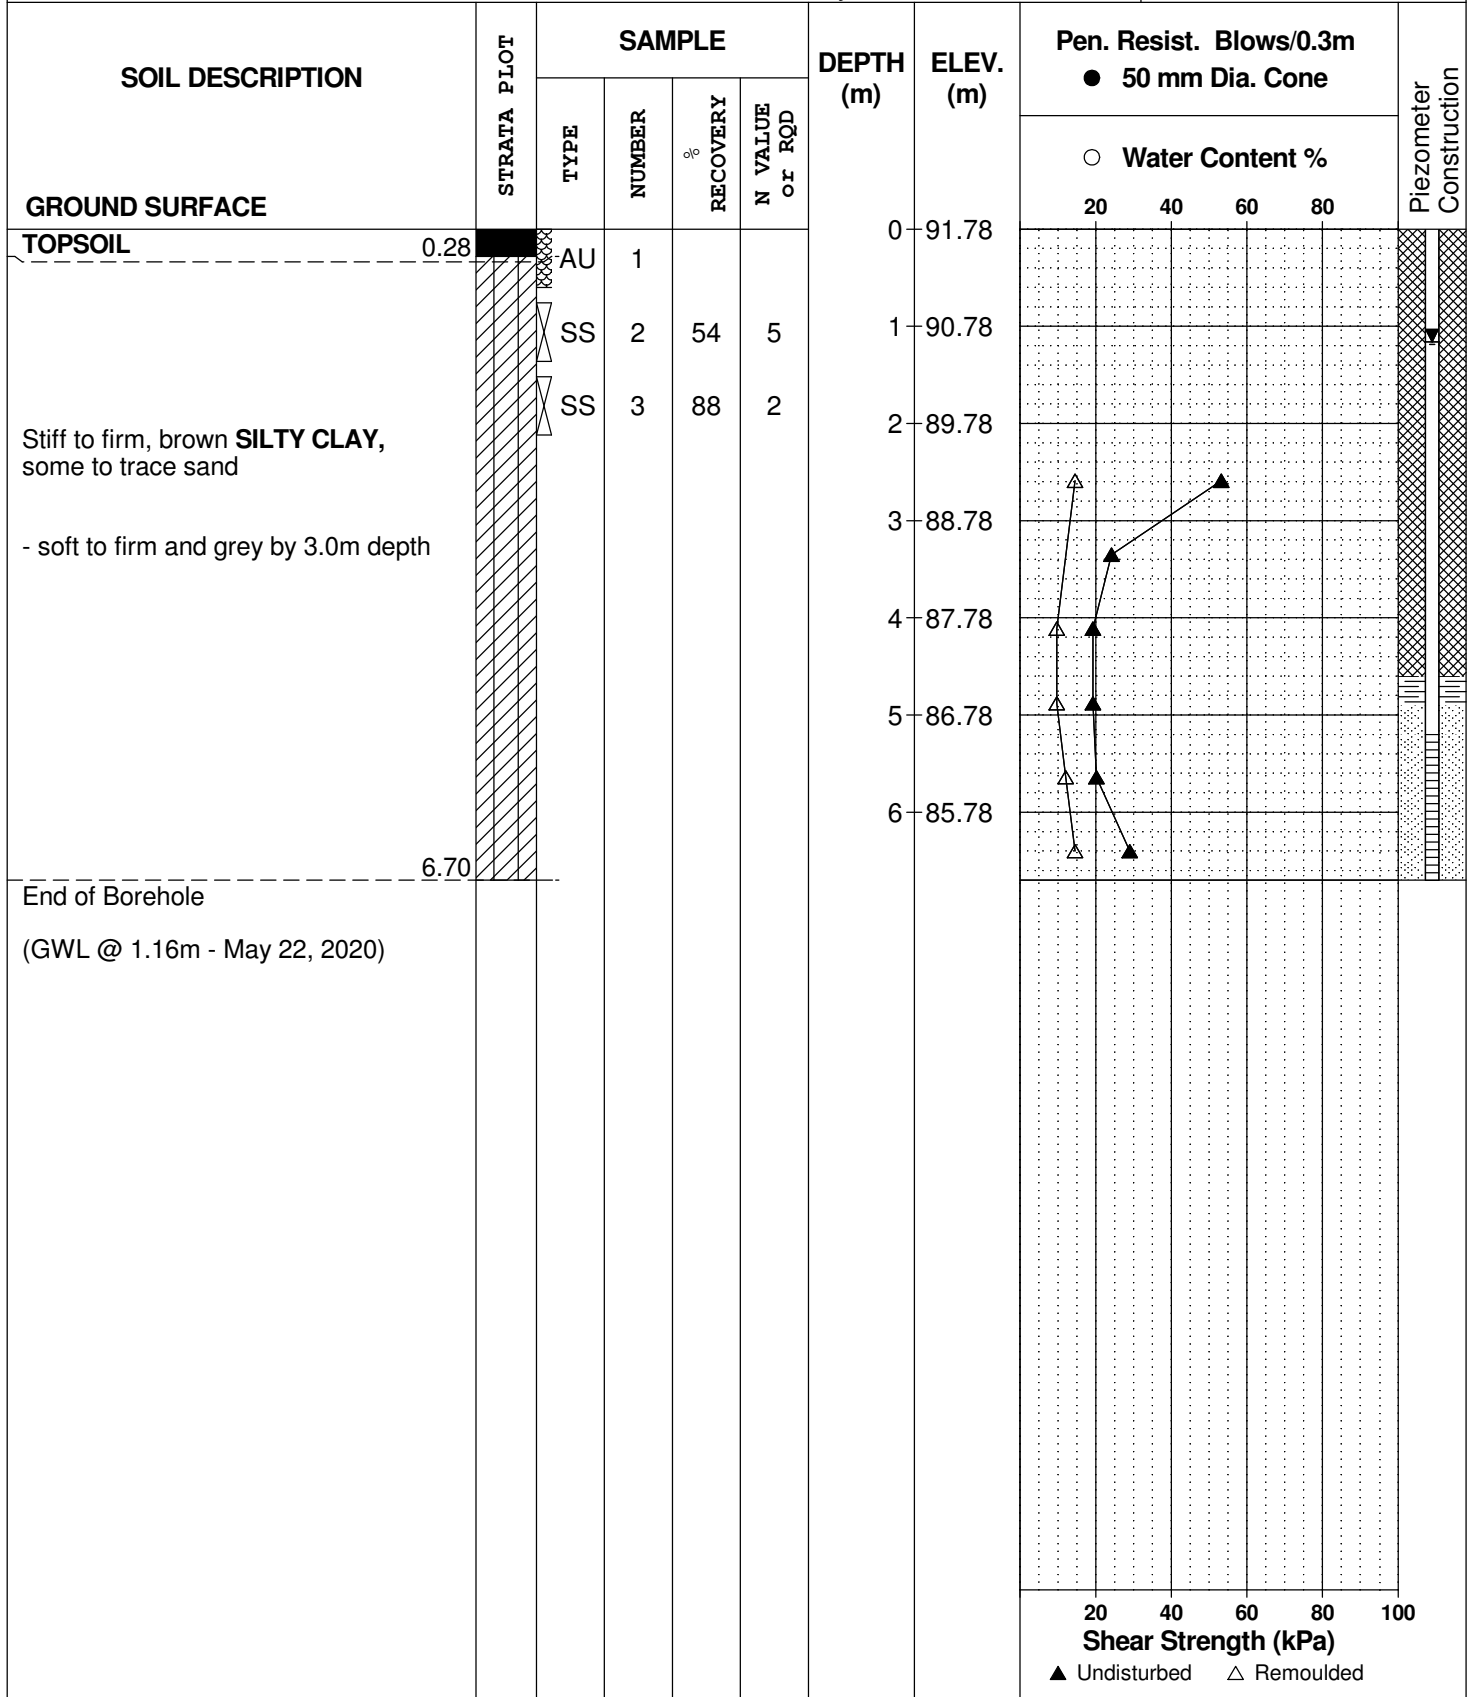 SOIL DESCRIPTION
GROUND SURFACE
STRATA PLOT
SAMPLE
TYPE
NUMBER
% RECOVERY
N VALUE or RQD
DEPTH (m)
ELEV. (m)
Pen. Resist. Blows/0.3m
● 50 mm Dia. Cone
○ Water Content %
20 40 60 80
Piezometer Construction
TOPSOIL 0.28
AU 1
SS 2 54 5
SS 3 88 2
Stiff to firm, brown SILTY CLAY,
some to trace sand
- soft to firm and grey by 3.0m depth
6.70
End of Borehole
(GWL @ 1.16m - May 22, 2020)
0 91.78
1 90.78
2 89.78
3 88.78
4 87.78
5 86.78
6 85.78
20 40 60 80 100
Shear Strength (kPa)
▲ Undisturbed △ Remoulded